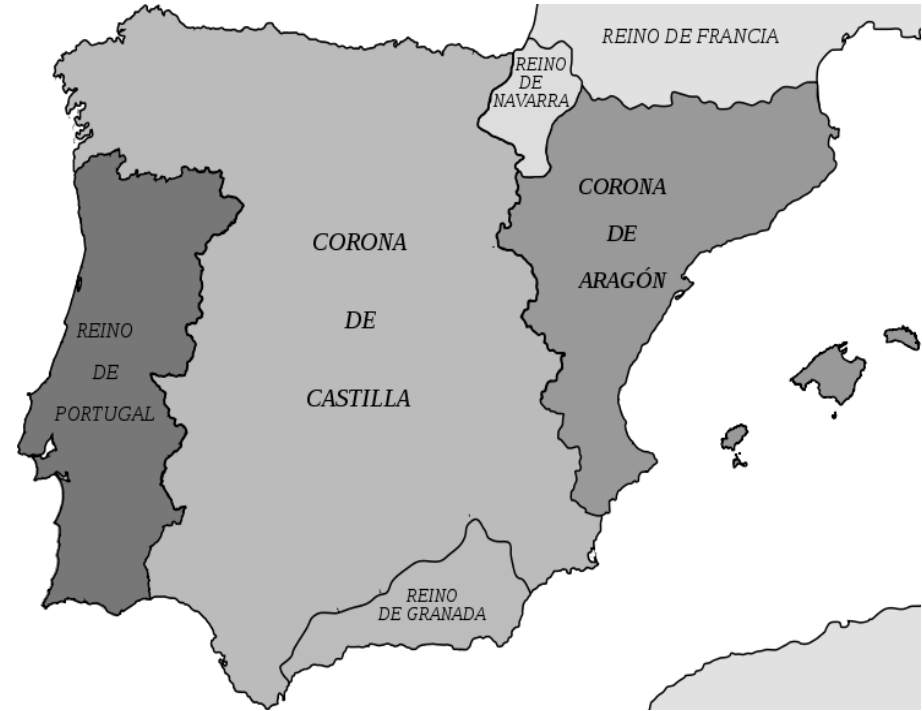 REINO DE FRANCIA
REINO
DE
NAVARRA
CORONA
DE
ARAGÓN
CORONA
DE
CASTILLA
REINO
DE
PORTUGAL
REINO
DE GRANADA